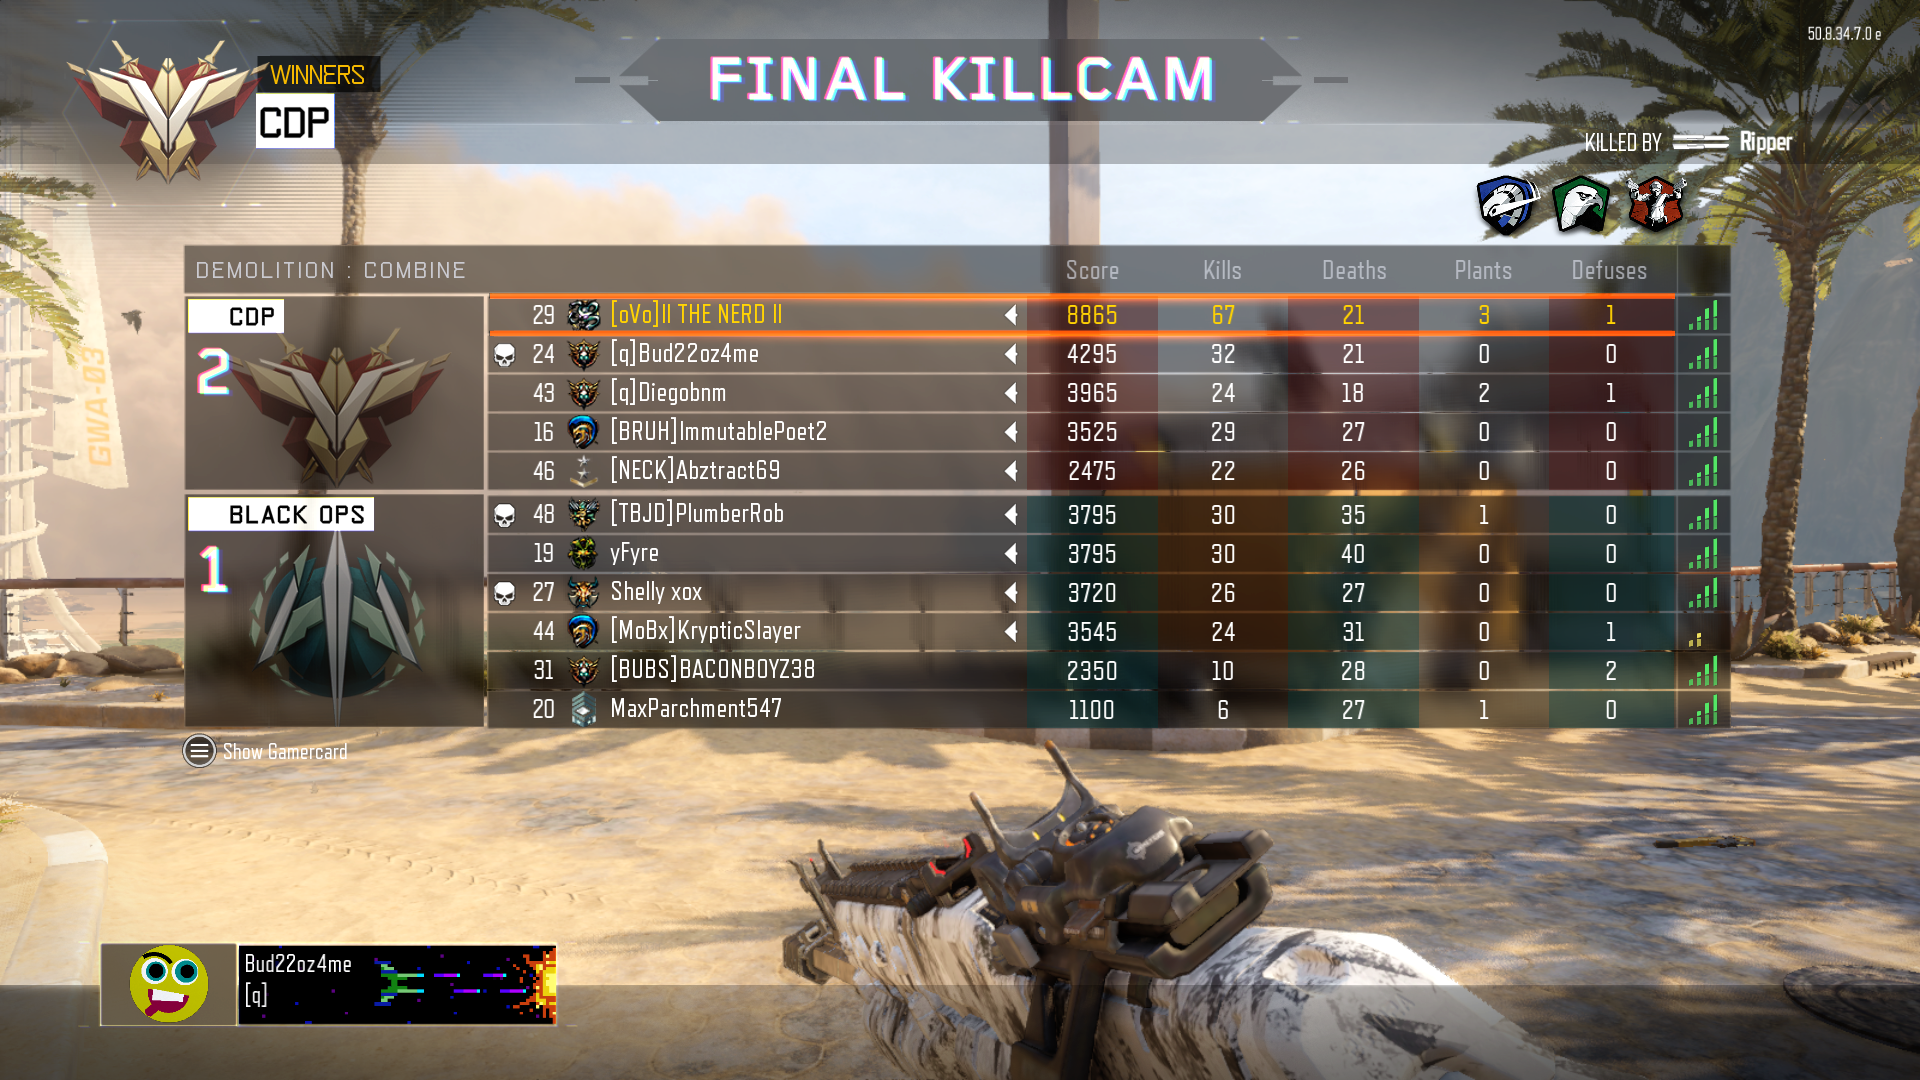 50.8.34.7.0 e
WINNERS
CDP
FINAL KILLCAM
KILLED BY Ripper
DEMOLITION : COMBINE Score Kills Deaths Plants Defuses
CDP
2
29 [oVo]II THE NERD II 8865 67 21 3 1
24 [q]Bud22oz4me 4295 32 21 0 0
43 [q]Diegobnm 3965 24 18 2 1
16 [BRUH]ImmutablePoet2 3525 29 27 0 0
46 [NECK]Abztract69 2475 22 26 0 0
BLACK OPS
1
48 [TBJD]PlumberRob 3795 30 35 1 0
19 yFyre 3795 30 40 0 0
27 Shelly xox 3720 26 27 0 0
44 [MoBx]KrypticSlayer 3545 24 31 0 1
31 [BUBS]BACONBOYZ38 2350 10 28 0 2
20 MaxParchment547 1100 6 27 1 0
GWA-03
Show Gamercard
Bud22oz4me
[q]